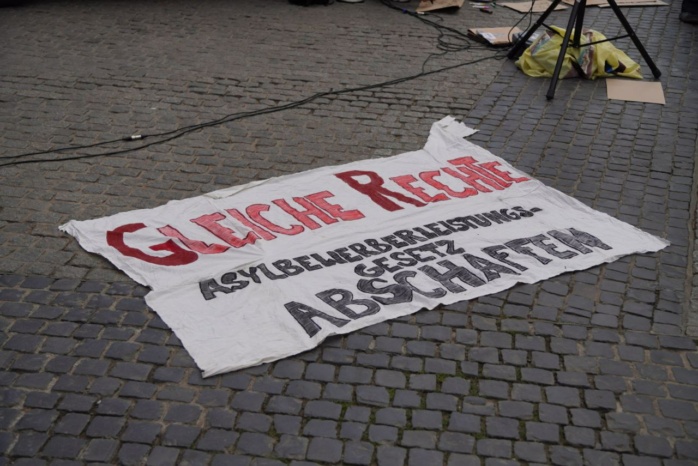 GLEICHE RECHTE
ASYLBEWERBERLEISTUNGS-
GESETZ
ABSCHAFFEN